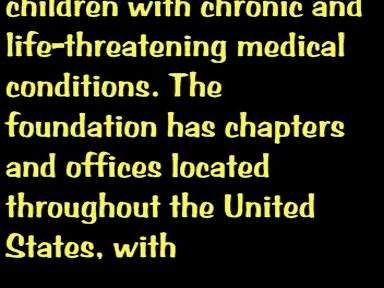 children with chronic and
life-threatening medical
conditions. The
foundation has chapters
and offices located
throughout the United
States, with